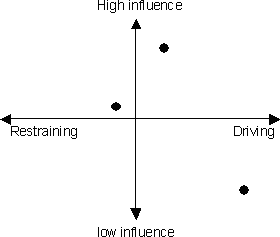 High influence
Restraining
Driving
low influence